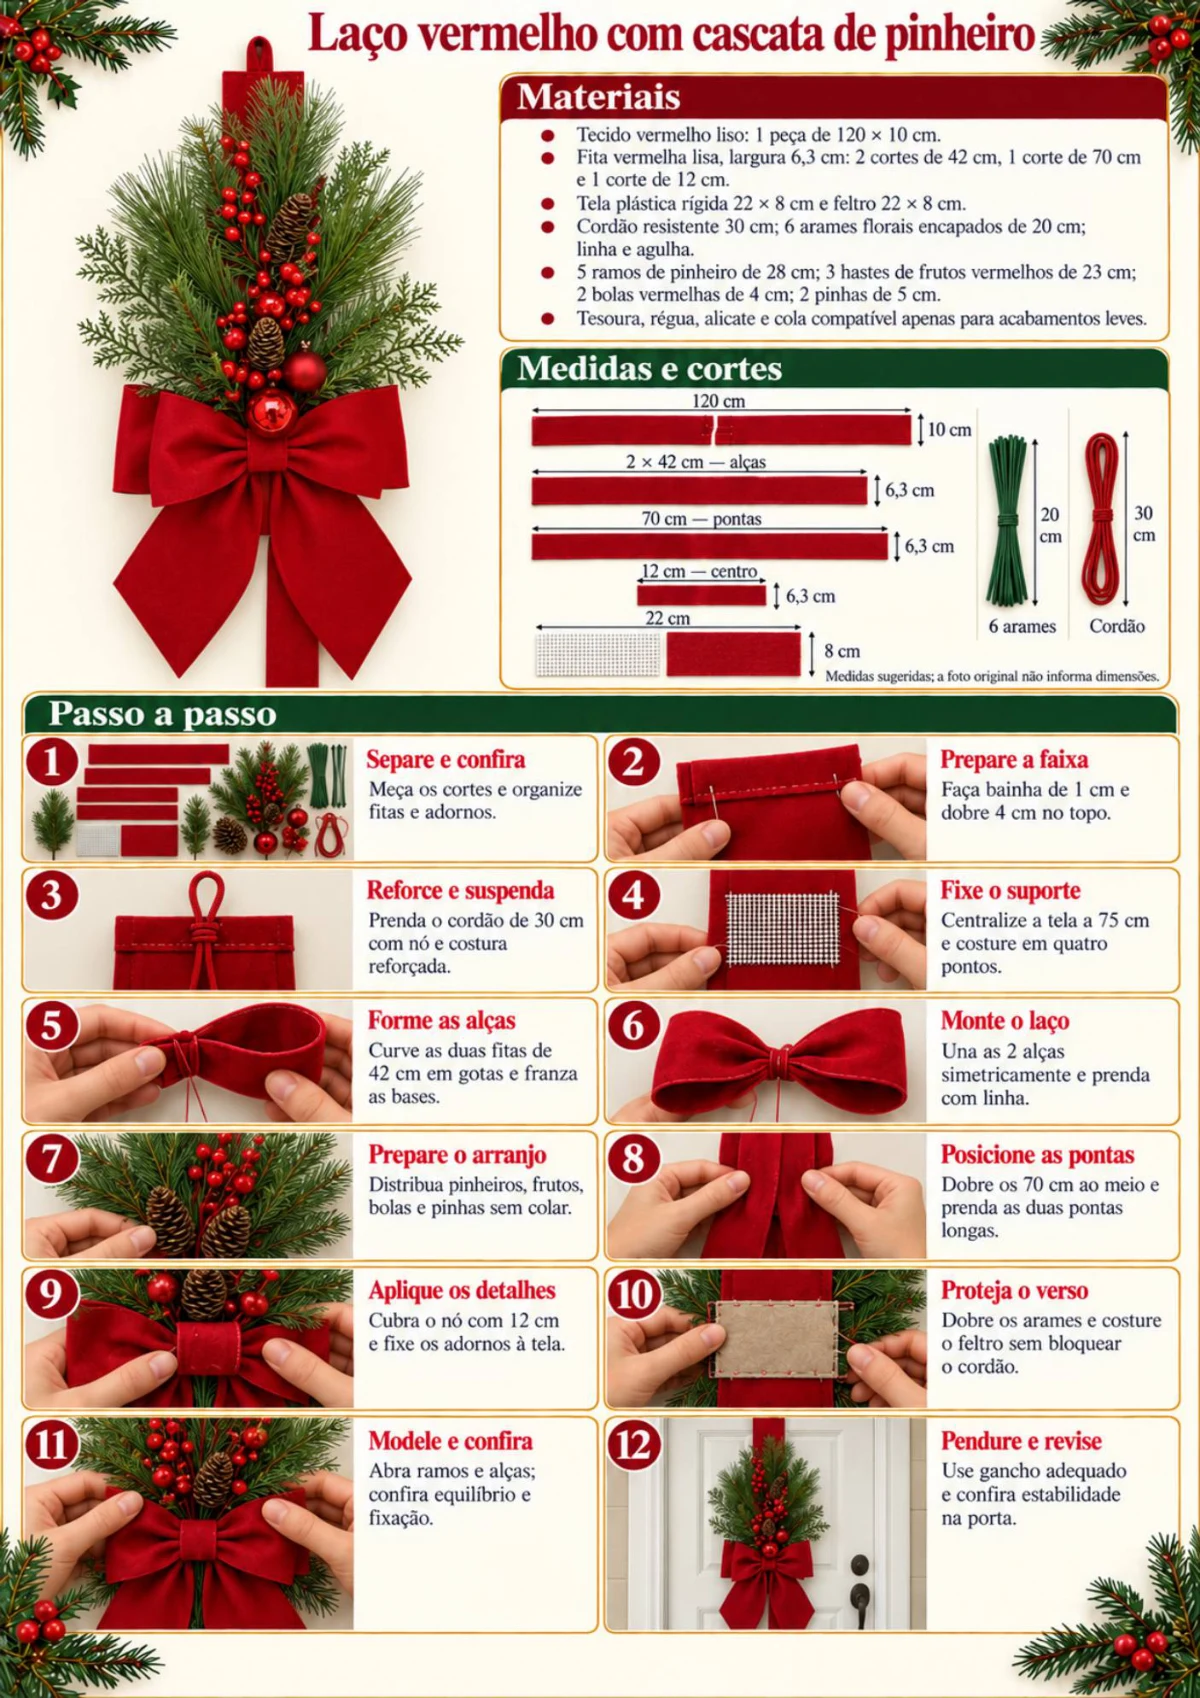 Laço vermelho com cascata de pinheiro
Materiais
● Tecido vermelho liso: 1 peça de 120 × 10 cm.
● Fita vermelha lisa, largura 6,3 cm: 2 cortes de 42 cm, 1 corte de 70 cm
e 1 corte de 12 cm.
● Tela plástica rígida 22 × 8 cm e feltro 22 × 8 cm.
● Cordão resistente 30 cm; 6 arames florais encapados de 20 cm;
linha e agulha.
● 5 ramos de pinheiro de 28 cm; 3 hastes de frutos vermelhos de 23 cm;
2 bolas vermelhas de 4 cm; 2 pinhas de 5 cm.
● Tesoura, régua, alicate e cola compatível apenas para acabamentos leves.
Medidas e cortes
120 cm
10 cm
2 × 42 cm — alças
6,3 cm
70 cm — pontas
6,3 cm
12 cm — centro
6,3 cm
22 cm
8 cm
20
cm
6 arames
30
cm
Cordão
Medidas sugeridas; a foto original não informa dimensões.
Passo a passo
1
Separe e confira
Meça os cortes e organize
fitas e adornos.
2
Prepare a faixa
Faça bainha de 1 cm e
dobre 4 cm no topo.
3
Reforce e suspenda
Prenda o cordão de 30 cm
com nó e costura
reforçada.
4
Fixe o suporte
Centralize a tela a 75 cm
e costure em quatro
pontos.
5
Forme as alças
Curve as duas fitas de
42 cm em gotas e franza
as bases.
6
Monte o laço
Una as 2 alças
simetricamente e prenda
com linha.
7
Prepare o arranjo
Distribua pinheiros, frutos,
bolas e pinhas sem colar.
8
Posicione as pontas
Dobre os 70 cm ao meio e
prenda as duas pontas
longas.
9
Aplique os detalhes
Cubra o nó com 12 cm
e fixe os adornos à tela.
10
Proteja o verso
Dobre os arames e costure
o feltro sem bloquear
o cordão.
11
Modele e confira
Abra ramos e alças;
confira equilíbrio e
fixação.
12
Pendure e revise
Use gancho adequado
e confira estabilidade
na porta.